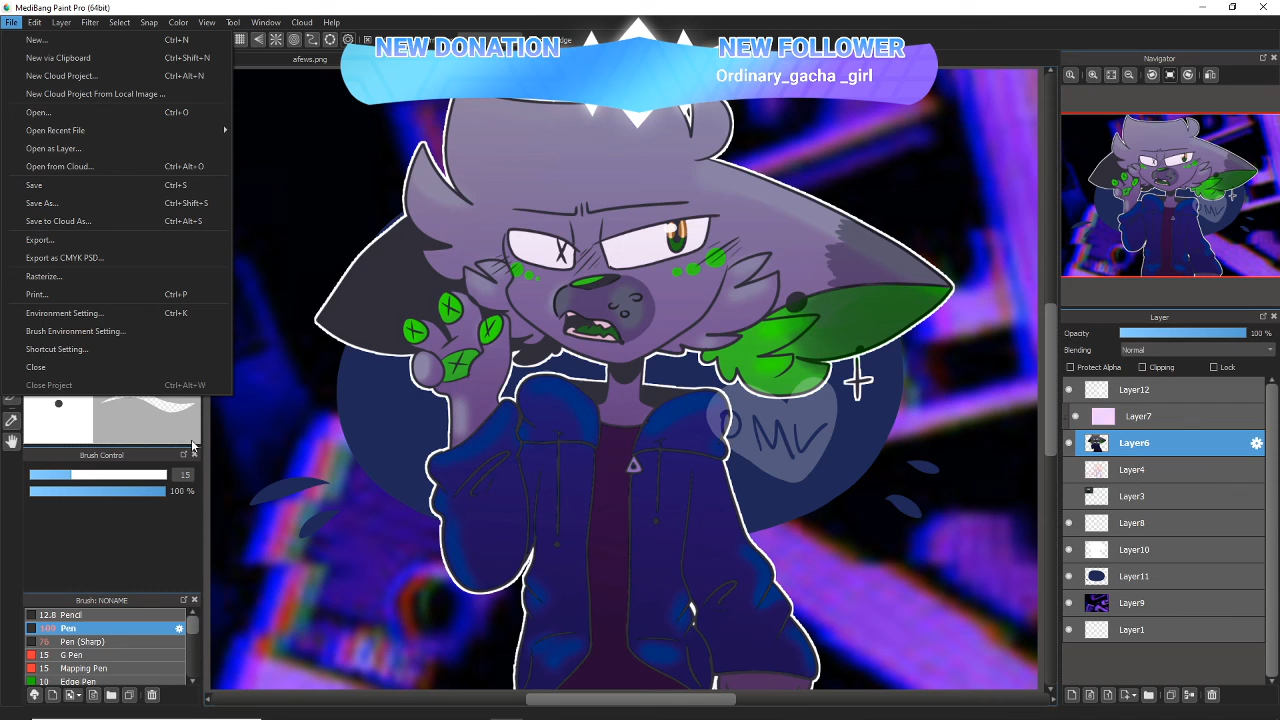 MediBang Paint Pro (64bit)
File Edit Layer Filter Select Snap Color View Tool Window Cloud Help
New... Ctrl+N
New via Clipboard Ctrl+Shift+N
New Cloud Project... Ctrl+Alt+N
New Cloud Project From Local Image ...
Open... Ctrl+O
Open Recent File
Open as Layer...
Open from Cloud... Ctrl+Alt+O
Save Ctrl+S
Save As... Ctrl+Shift+S
Save to Cloud As... Ctrl+Alt+S
Export...
Export as CMYK PSD...
Rasterize...
Print... Ctrl+P
Environment Setting... Ctrl+K
Brush Environment Setting...
Shortcut Setting...
Close
Close Project Ctrl+Alt+W
afews.png
NEW DONATION
NEW FOLLOWER
Ordinary_gacha _girl
DMV
Brush Control
15
100 %
Brush: NONAME
12.8 Pencil
109 Pen
76 Pen (Sharp)
15 G Pen
15 Mapping Pen
10 Edge Pen
Navigator
Layer
Opacity 100 %
Blending Normal
Protect Alpha Clipping Lock
Layer12
Layer7
Layer6
Layer4
Layer3
Layer8
Layer10
Layer11
Layer9
Layer1